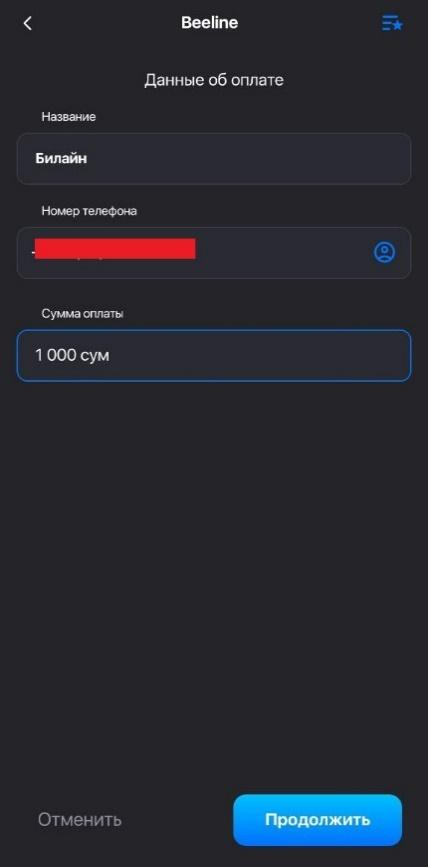 Beeline
Данные об оплате
Название
Билайн
Номер телефона
Сумма оплаты
1 000 сум
Отменить
Продолжить